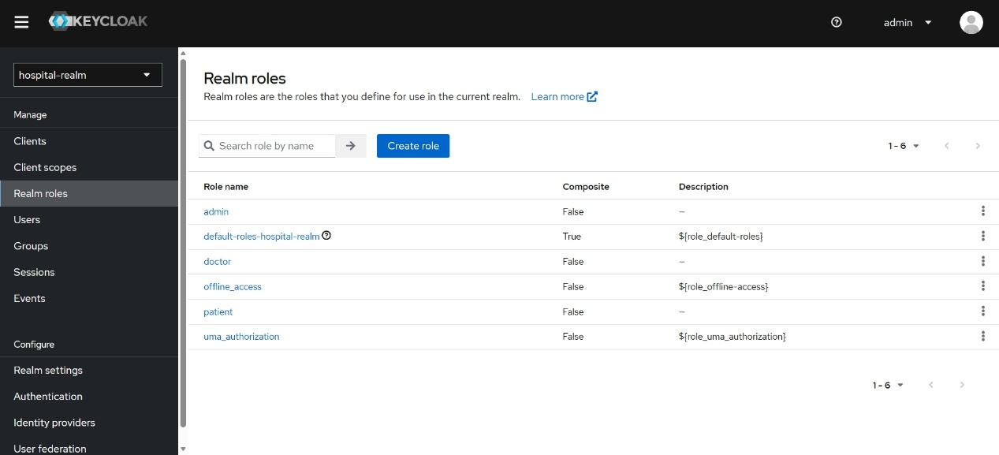 KEYCLOAK
admin
hospital-realm
Manage
Clients
Client scopes
Realm roles
Users
Groups
Sessions
Events
Configure
Realm settings
Authentication
Identity providers
User federation
Realm roles
Realm roles are the roles that you define for use in the current realm. Learn more
Search role by name
Create role
1 - 6
Role name Composite Description
admin False –
default-roles-hospital-realm True ${role_default-roles}
doctor False –
offline_access False ${role_offline-access}
patient False –
uma_authorization False ${role_uma_authorization}
1 - 6